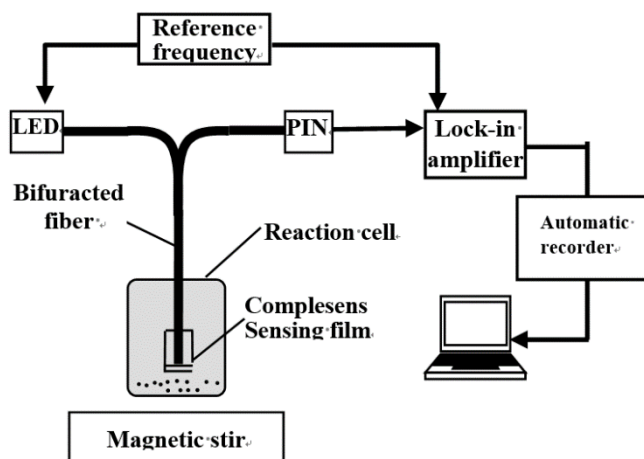 Reference
frequency
LED
PIN
Lock-in
amplifier
Bifuracted
fiber
Reaction cell
Automatic
recorder
Complesens
Sensing film
Magnetic stir